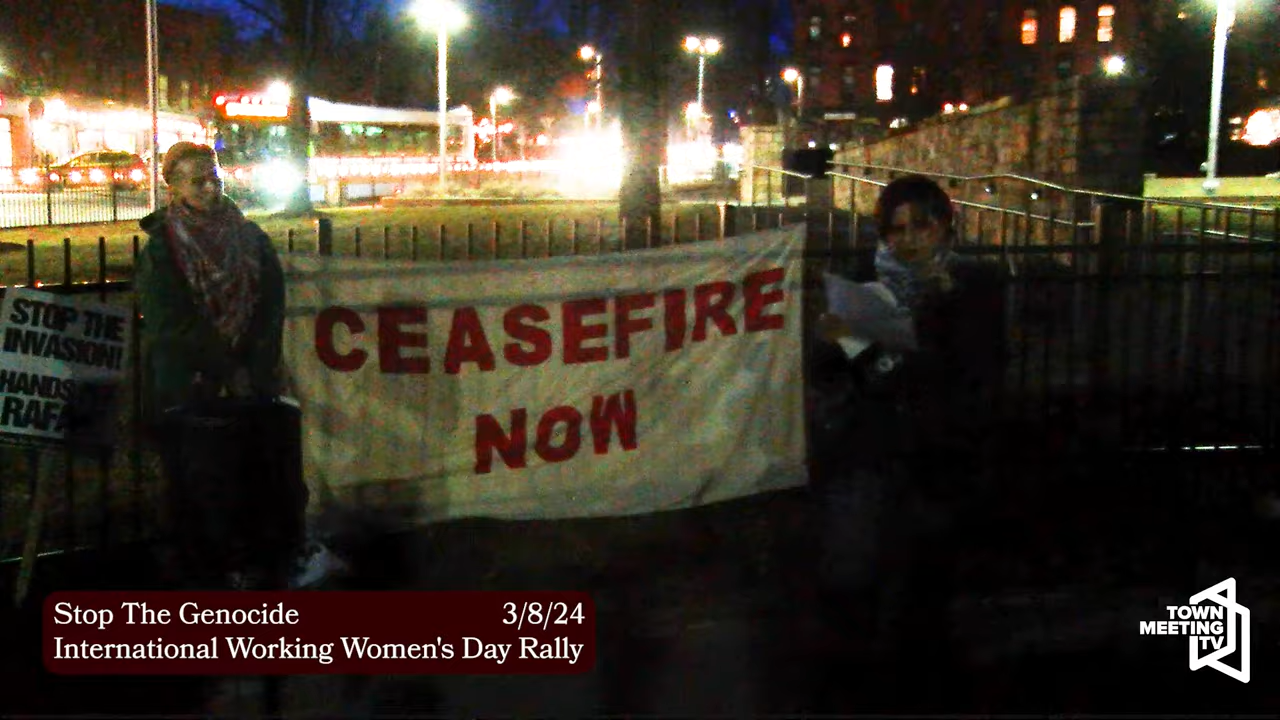 STOP THE
INVASION!
HANDS
CEASEFIRE
NOW
Stop The Genocide 3/8/24
International Working Women's Day Rally
TOWN
MEETING
TV